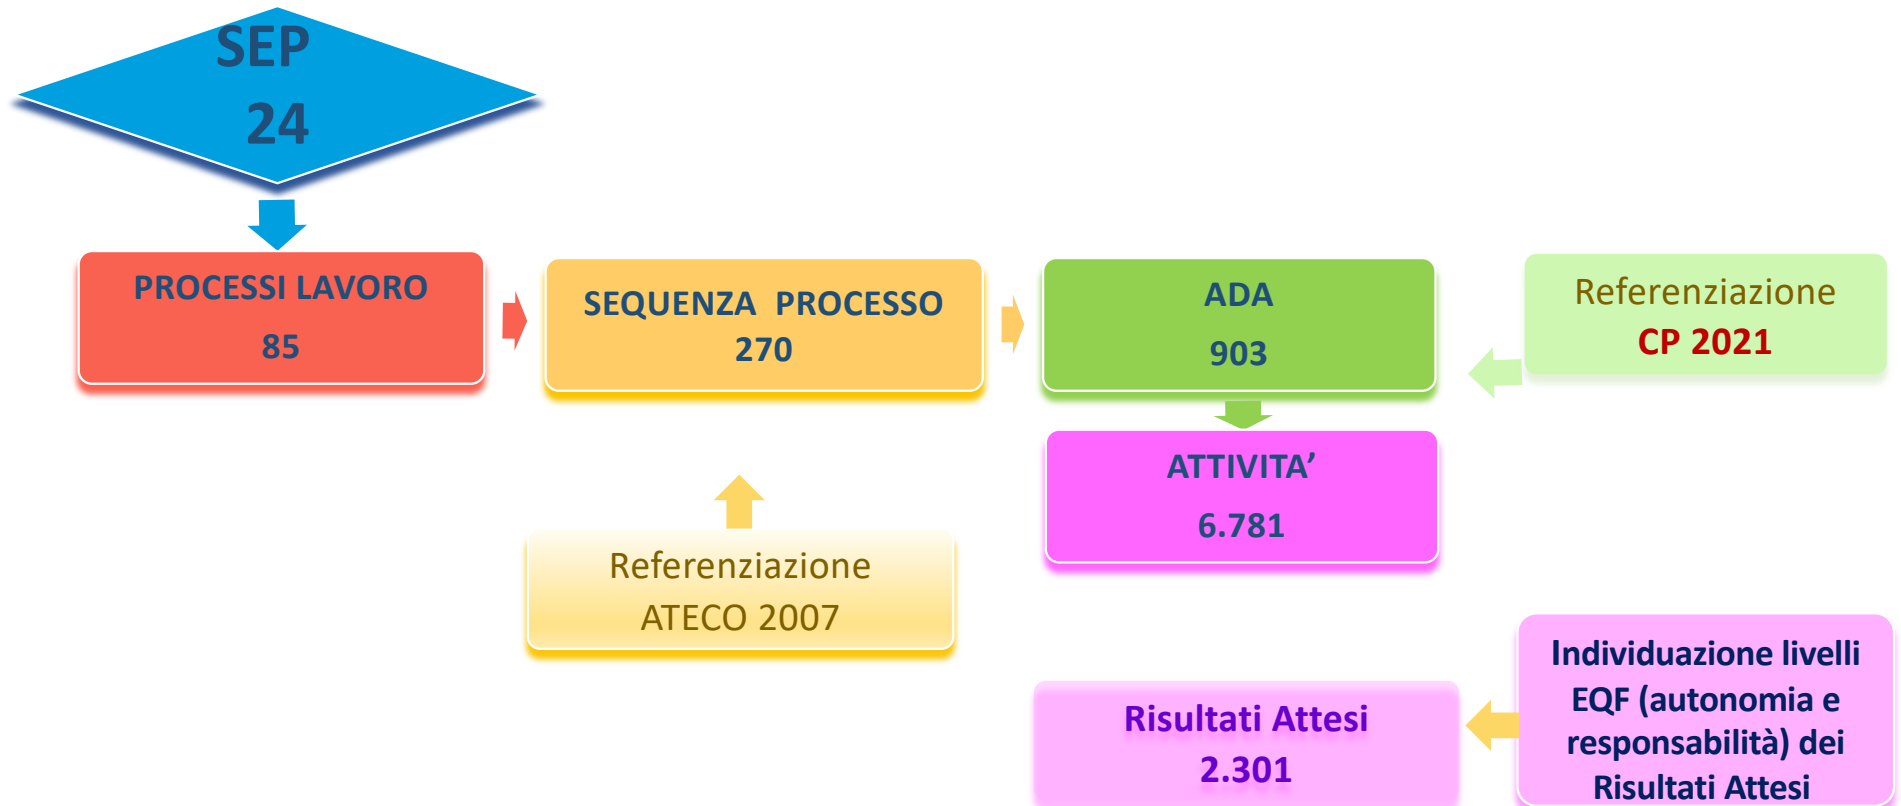 SEP
24
PROCESSI LAVORO
85
SEQUENZA PROCESSO
270
ADA
903
Referenziazione
CP 2021
ATTIVITA’
6.781
Referenziazione
ATECO 2007
Risultati Attesi
2.301
Individuazione livelli
EQF (autonomia e
responsabilità) dei
Risultati Attesi